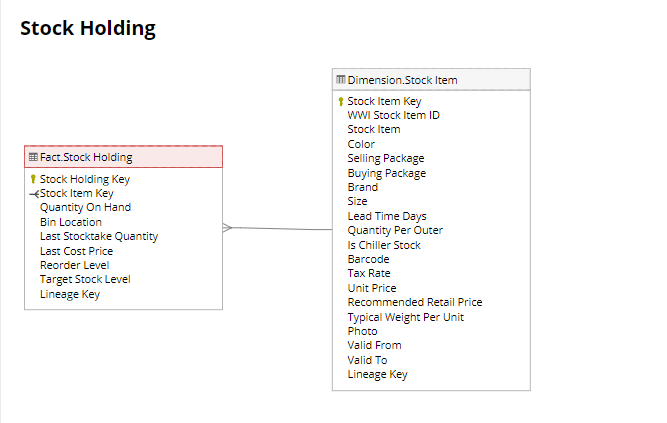 Stock Holding
Fact.Stock Holding
Stock Holding Key
Stock Item Key
Quantity On Hand
Bin Location
Last Stocktake Quantity
Last Cost Price
Reorder Level
Target Stock Level
Lineage Key
Dimension.Stock Item
Stock Item Key
WWI Stock Item ID
Stock Item
Color
Selling Package
Buying Package
Brand
Size
Lead Time Days
Quantity Per Outer
Is Chiller Stock
Barcode
Tax Rate
Unit Price
Recommended Retail Price
Typical Weight Per Unit
Photo
Valid From
Valid To
Lineage Key